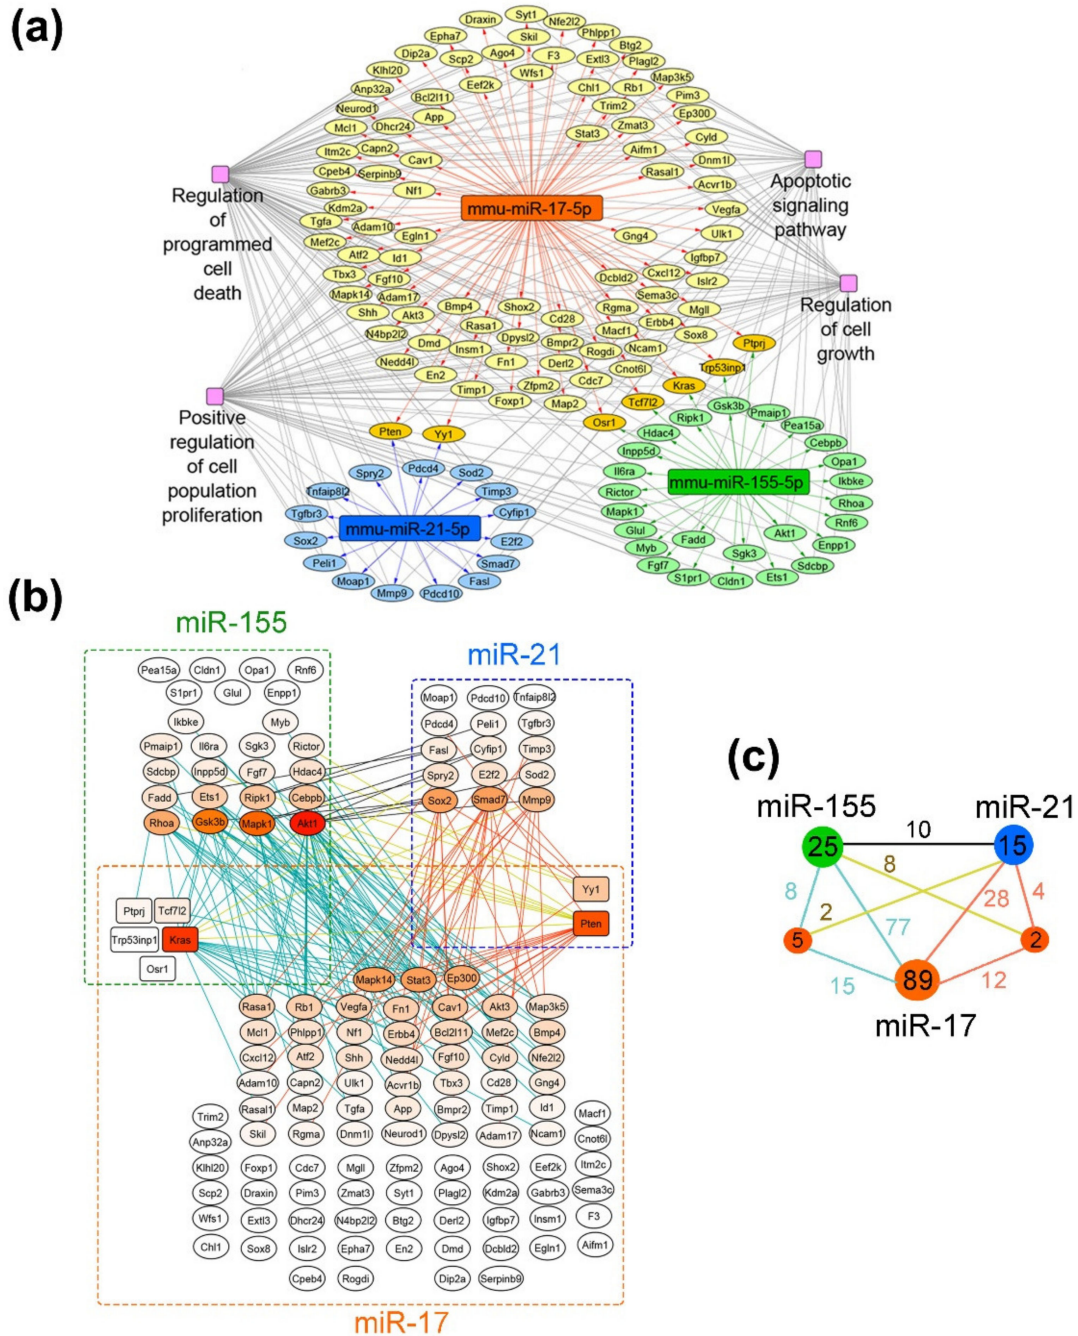 (a)
Draxin
Syt1
Nfe2l2
Epha7
Skil
Phlpp1
Btg2
Dip2a
Scp2
Ago4
F3
Extl3
Plagl2
Klhl20
Wfs1
Map3k5
Anp32a
Eef2k
Chl1
Rb1
Pim3
Neurod1
Bcl2l11
Trim2
Ep300
Mcl1
Dhcr24
App
Stat3
Zmat3
Cyld
Itm2c
Capn2
Cav1
Aifm1
Dnm1l
Cpeb4
Serpinb9
Rasal1
Acvr1b
Gabrb3
Nf1
Kdm2a
mmu-miR-17-5p
Vegfa
Tgfa
Adam10
Egln1
Gng4
Ulk1
Mef2c
Atf2
Id1
Igfbp7
Tbx3
Fgf10
Dcbld2
Cxcl12
Islr2
Mapk14
Adam17
Sema3c
Shh
Akt3
Bmp4
Shox2
Rgma
Mgll
N4bp2l2
Rasa1
Cd28
Macf1
Erbb4
Sox8
Dmd
Insm1
Dpysl2
Bmpr2
Rogdi
Ncam1
Ptprj
Nedd4l
Fn1
Derl2
Cnot6l
Trp53inp1
En2
Timp1
Zfpm2
Cdc7
Kras
Foxp1
Map2
Tcf7l2
Osr1
Pten
Yy1
Regulation
of
programmed
cell
death
Apoptotic
signaling
pathway
Regulation
of cell
growth
Positive
regulation
of cell
population
proliferation
Spry2
Pdcd4
Sod2
Tnfaip8l2
Timp3
Tgfbr3
mmu-miR-21-5p
Cyfip1
Sox2
E2f2
Peli1
Smad7
Moap1
Mmp9
Pdcd10
Fasl
Ripk1
Gsk3b
Pmaip1
Pea15a
Hdac4
Cebpb
Inpp5d
Opa1
Il6ra
mmu-miR-155-5p
Ikbke
Rictor
Rhoa
Mapk1
Rnf6
Glul
Akt1
Myb
Fadd
Enpp1
Fgf7
Sgk3
Sdcbp
S1pr1
Cldn1
Ets1
(b)
miR-155
Pea15a Cldn1 Opa1 Rnf6
S1pr1 Glul Enpp1
Ikbke Myb
Pmaip1 Il6ra Sgk3 Rictor
Sdcbp Inpp5d Fgf7 Hdac4
Fadd Ets1 Ripk1 Cebpb
Rhoa Gsk3b Mapk1 Akt1
miR-21
Moap1 Pdcd10 Tnfaip8l2
Pdcd4 Peli1 Tgfbr3
Fasl Cyfip1 Timp3
Spry2 E2f2 Sod2
Sox2 Smad7 Mmp9
Yy1
Pten
Ptprj Tcf7l2
Trp53inp1 Kras
Osr1
Mapk14 Stat3 Ep300
Rasa1 Rb1 Vegfa Fn1 Cav1 Akt3 Map3k5
Mcl1 Phlpp1 Nf1 Erbb4 Bcl2l11 Mef2c Bmp4
Cxcl12 Atf2 Shh Nedd4l Fgf10 Cyld Nfe2l2
Adam10 Capn2 Ulk1 Acvr1b Tbx3 Cd28 Gng4
Trim2 Rasal1 Map2 Tgfa App Bmpr2 Timp1 Id1 Macf1
Anp32a Skil Rgma Dnm1l Neurod1 Dpysl2 Adam17 Ncam1 Cnot6l
Klhl20 Foxp1 Cdc7 Mgll Zfpm2 Ago4 Shox2 Eef2k Itm2c
Scp2 Draxin Pim3 Zmat3 Syt1 Plagl2 Kdm2a Gabrb3 Sema3c
Wfs1 Extl3 Dhcr24 N4bp2l2 Btg2 Derl2 Igfbp7 Insm1 F3
Chl1 Sox8 Islr2 Epha7 En2 Dmd Dcbld2 Egln1 Aifm1
Cpeb4 Rogdi Dip2a Serpinb9
miR-17
(c)
miR-155 miR-21
25 10 15
8 8 28 4
2 77
5 2
15 89 12
miR-17